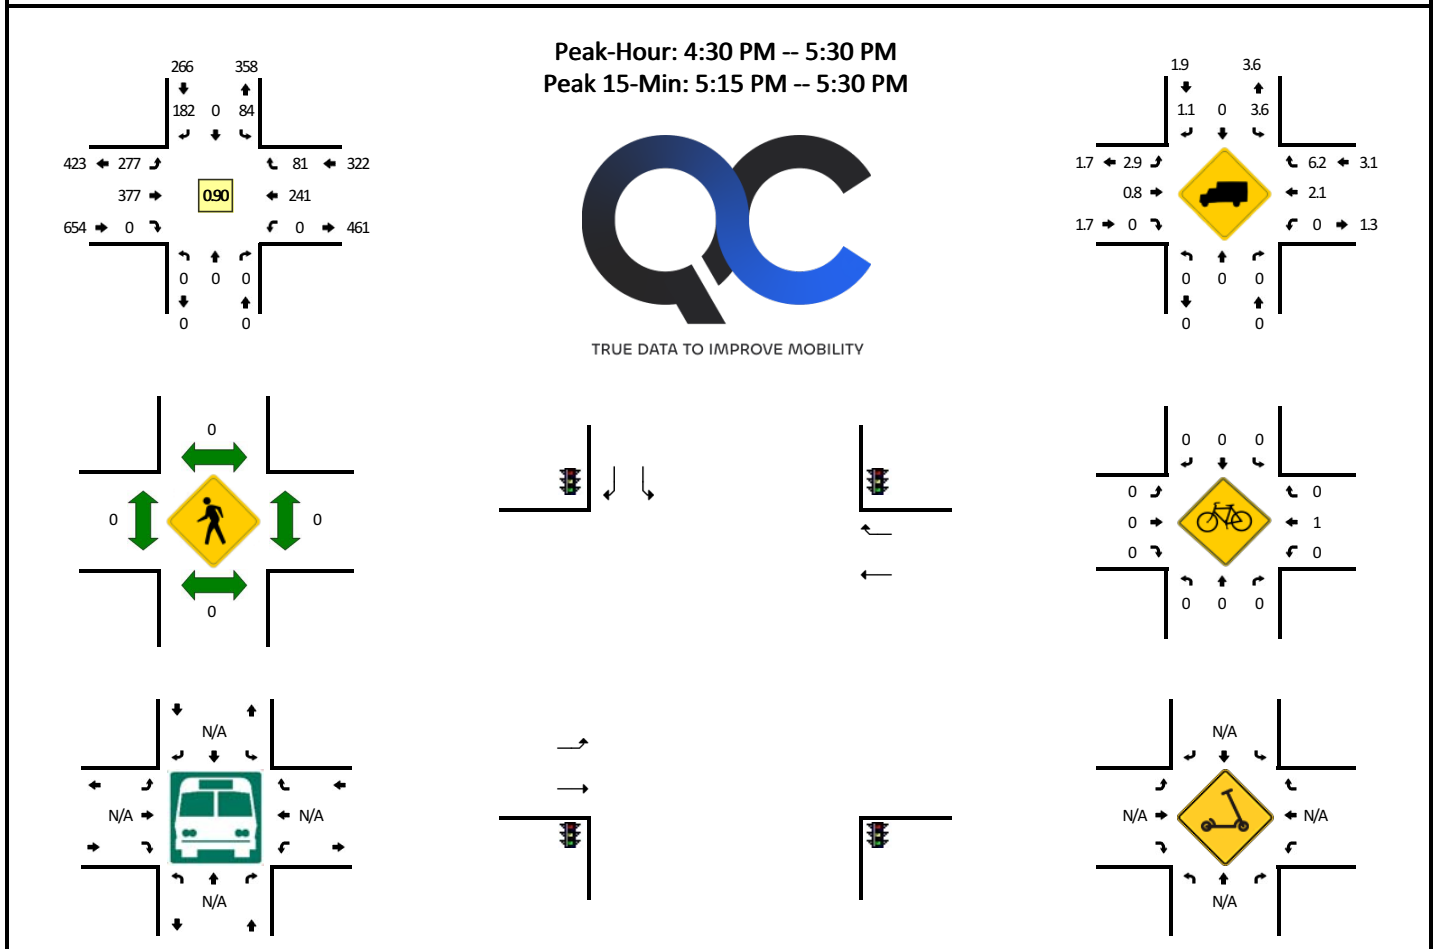 Peak-Hour: 4:30 PM -- 5:30 PM
Peak 15-Min: 5:15 PM -- 5:30 PM
266 358
182 0 84
423 277 81 322
377 0.90 241
654 0 0 461
0 0 0
0 0
QC
TRUE DATA TO IMPROVE MOBILITY
1.9 3.6
1.1 0 3.6
1.7 2.9 6.2 3.1
0.8 2.1
1.7 0 0 1.3
0 0 0
0 0
0
0 0
0
0 0 0
0 0
0 1
0 0
0 0 0
N/A
N/A N/A
N/A
N/A
N/A N/A
N/A